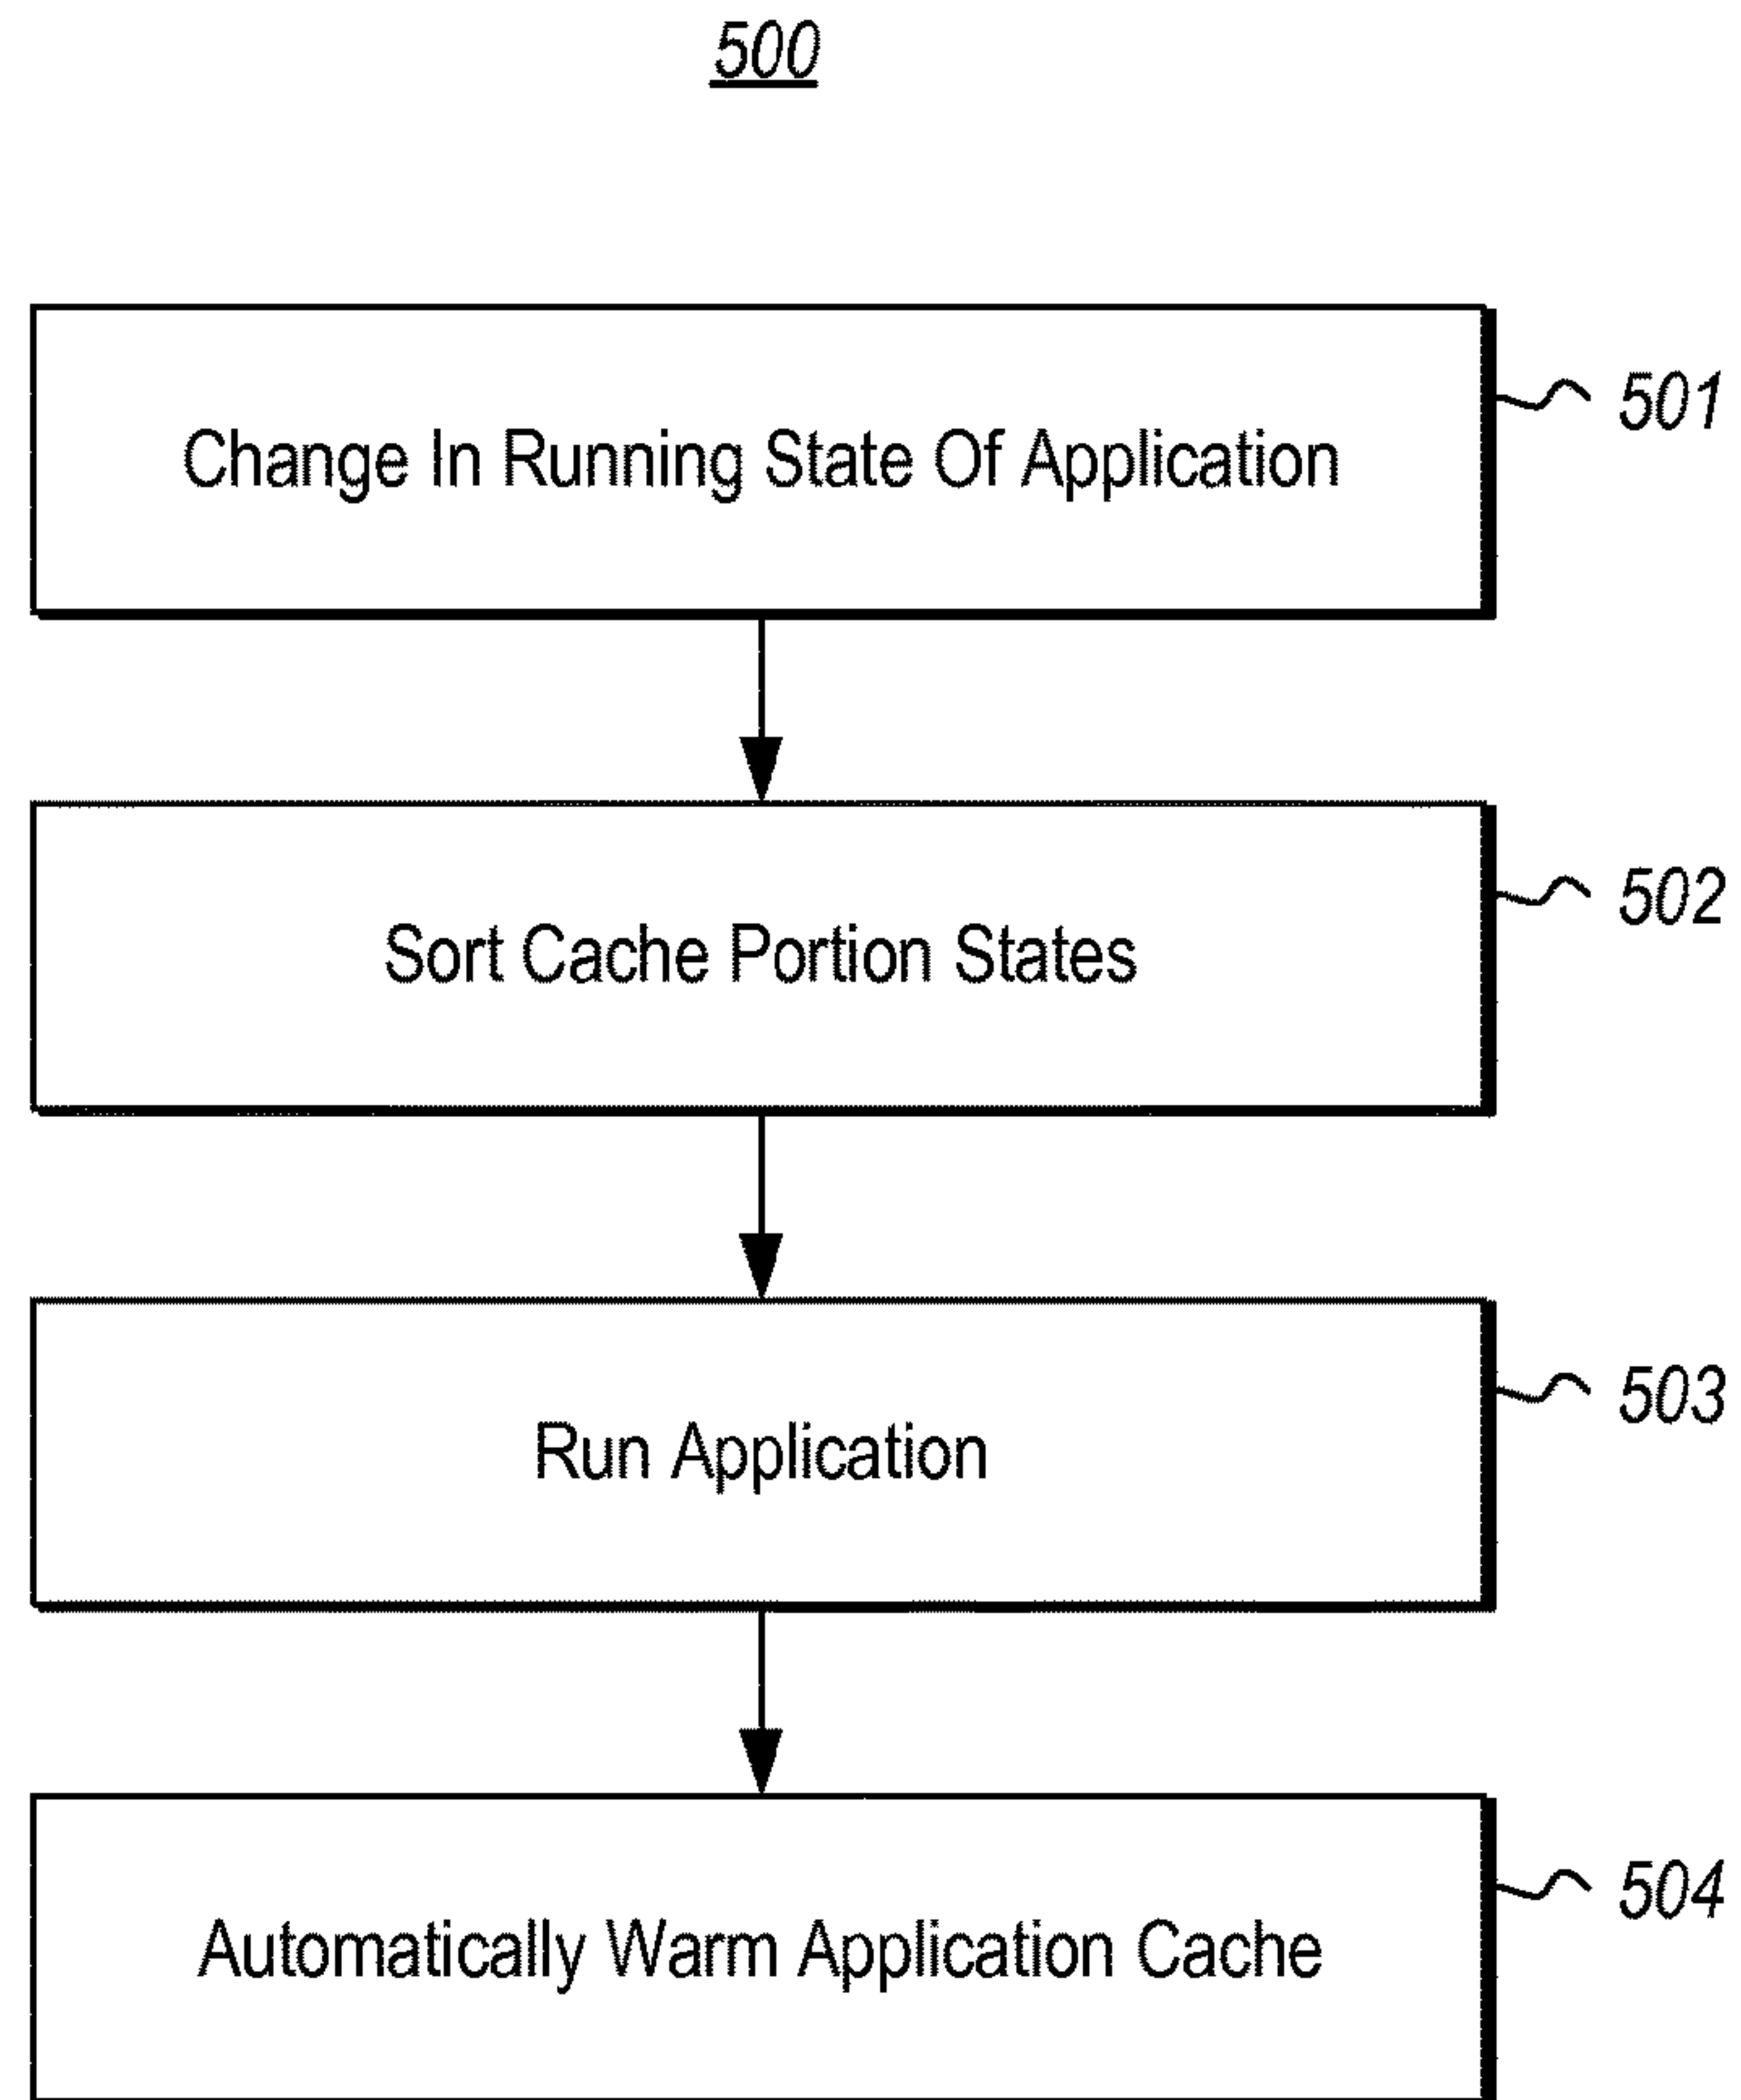 500
Change In Running State Of Application
501
Sort Cache Portion States
502
Run Application
503
Automatically Warm Application Cache
504